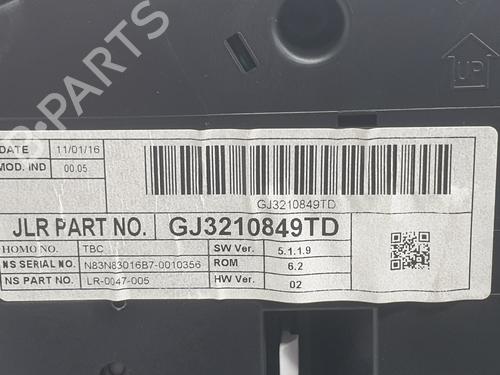 UP
DATE 11/01/16
MOD. IND 00.05
GJ3210849TD
JLR PART NO. GJ3210849TD
HOMO NO. TBC SW Ver. 5.1.1.9
NS SERIAL NO. N83N83016B7-0010356 ROM 6.2
NS PART NO. LR-0047-005 HW Ver. 02
B-PARTS